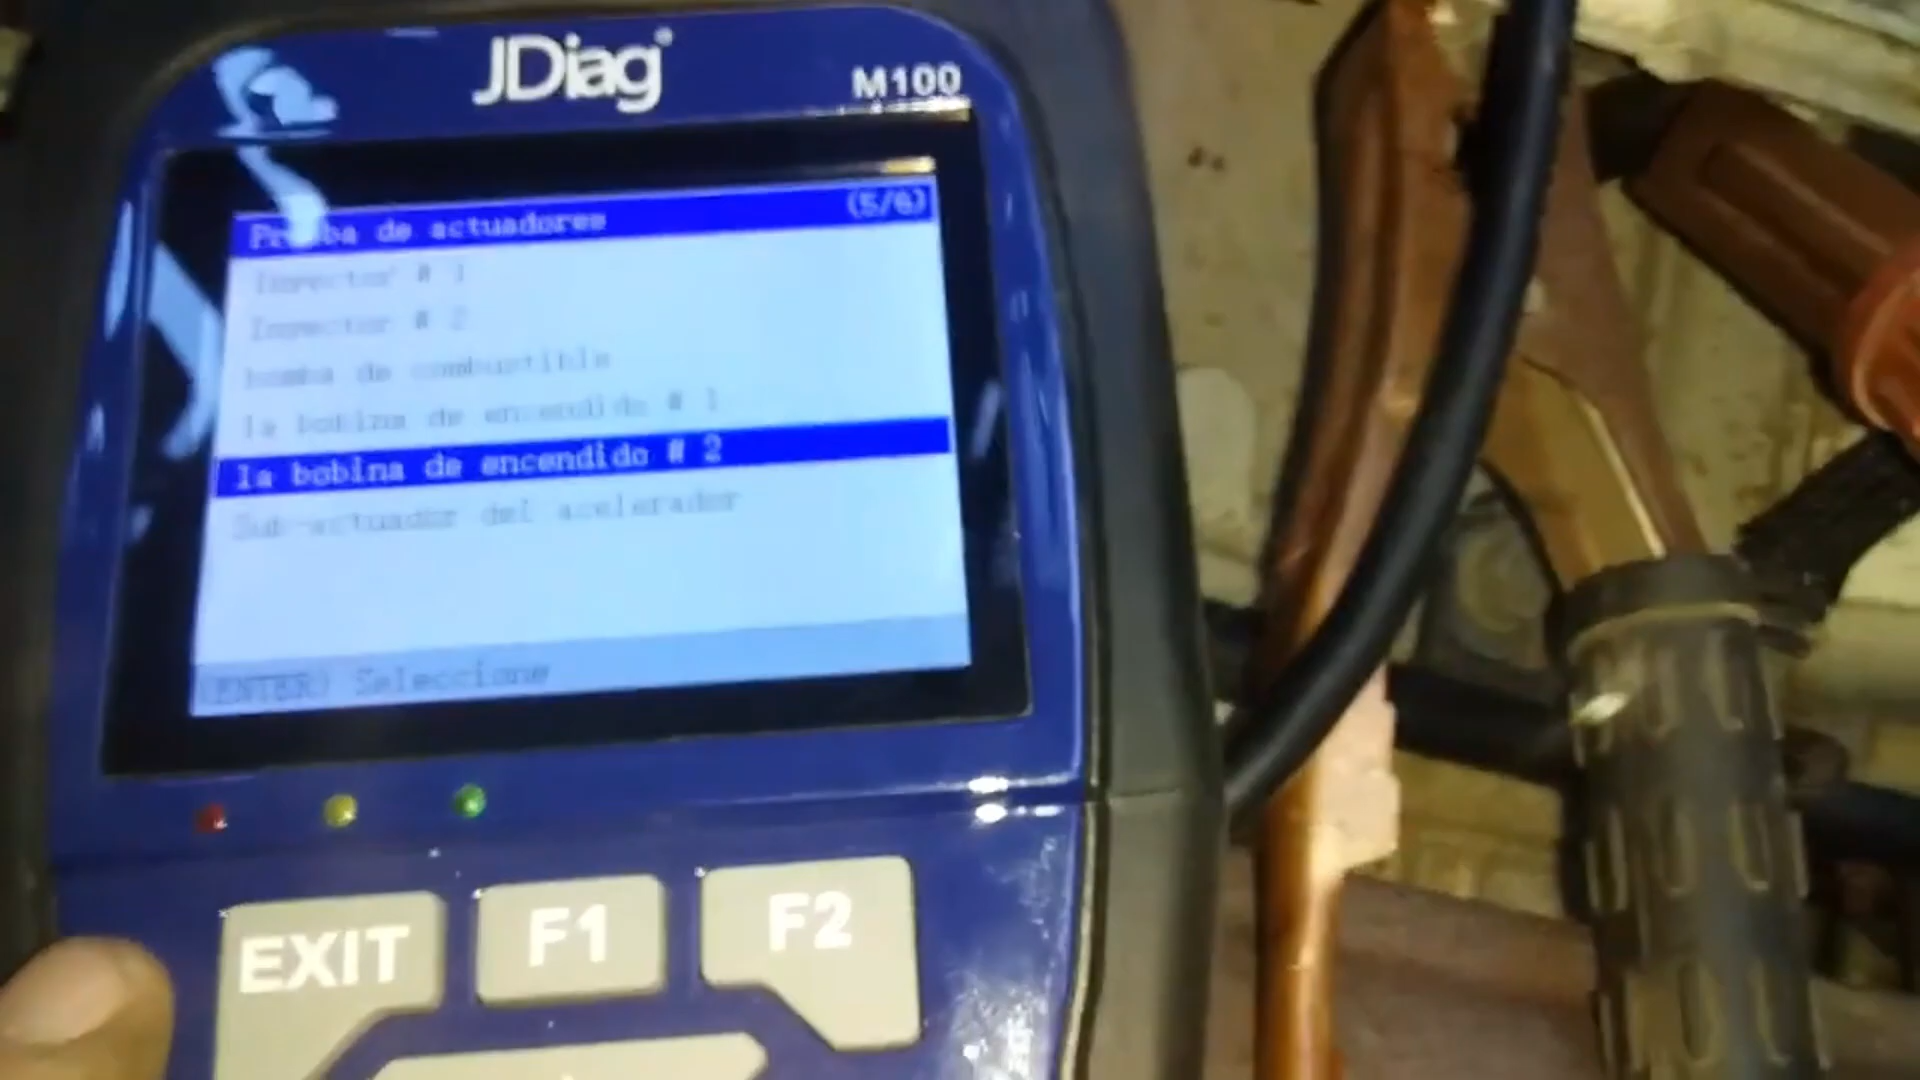 JDiag
M100
Prueba de actuadores (5/6)
Inyector # 1
Inyector # 2
bomba de combustible
la bobina de encendido # 1
la bobina de encendido # 2
Sub-actuador del acelerador
[ENTER] Seleccione
EXIT F1 F2